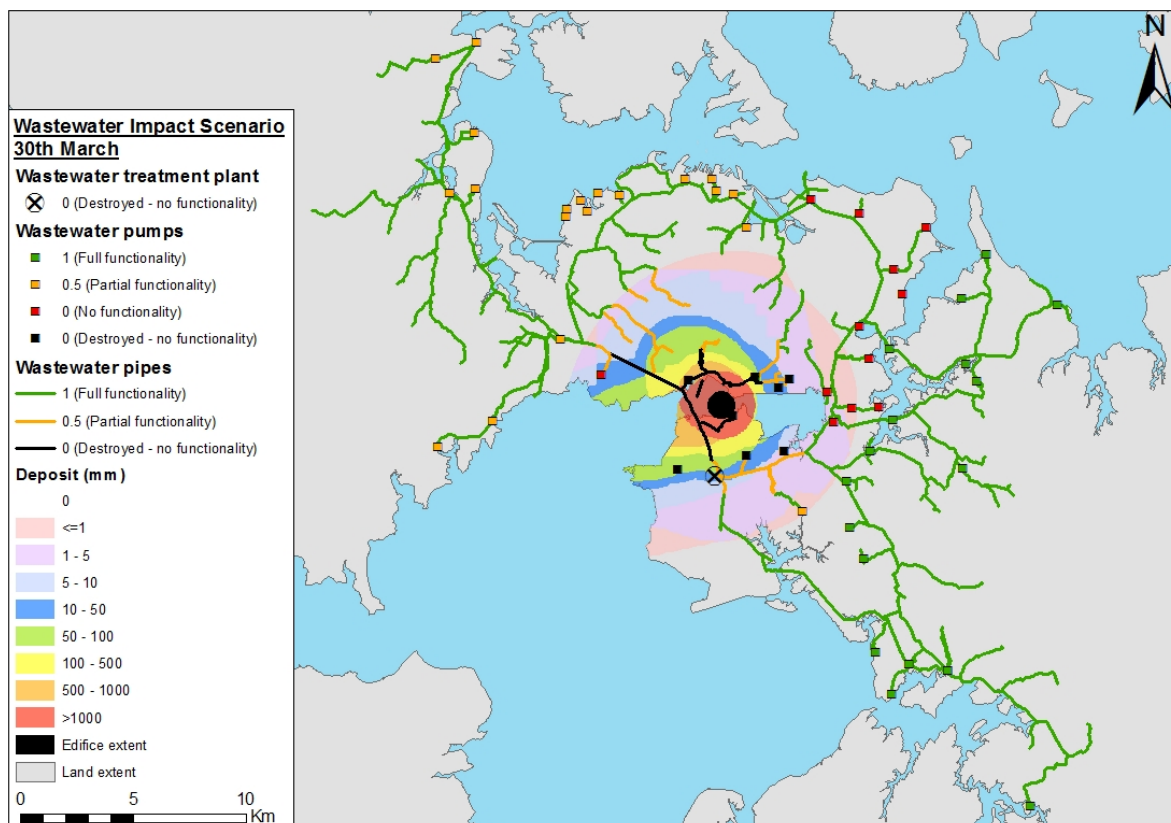 N
Wastewater Impact Scenario
30th March
Wastewater treatment plant
0 (Destroyed - no functionality)
Wastewater pumps
1 (Full functionality)
0.5 (Partial functionality)
0 (No functionality)
0 (Destroyed - no functionality)
Wastewater pipes
1 (Full functionality)
0.5 (Partial functionality)
0 (Destroyed - no functionality)
Deposit (mm)
0
<=1
1 - 5
5 - 10
10 - 50
50 - 100
100 - 500
500 - 1000
>1000
Edifice extent
Land extent
0 5 10
Km